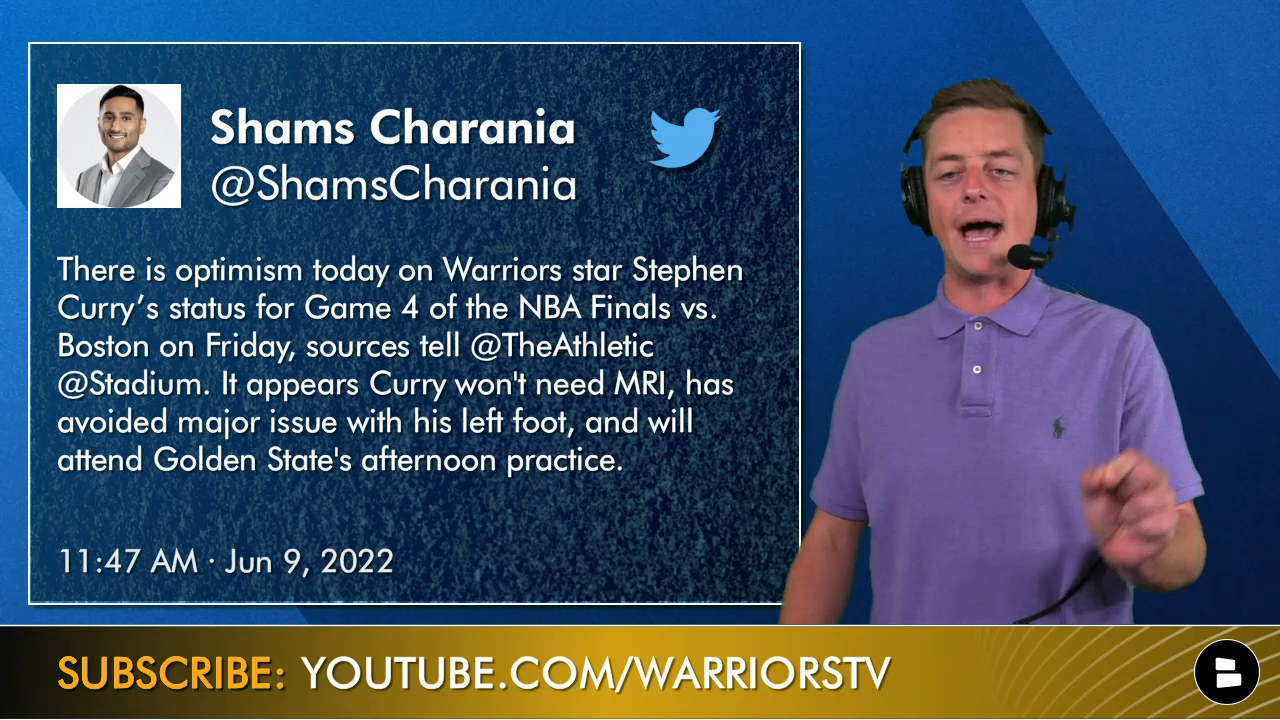 Shams Charania
@ShamsCharania
There is optimism today on Warriors star Stephen
Curry’s status for Game 4 of the NBA Finals vs.
Boston on Friday, sources tell @TheAthletic
@Stadium. It appears Curry won't need MRI, has
avoided major issue with his left foot, and will
attend Golden State's afternoon practice.
11:47 AM · Jun 9, 2022
SUBSCRIBE: YOUTUBE.COM/WARRIORSTV